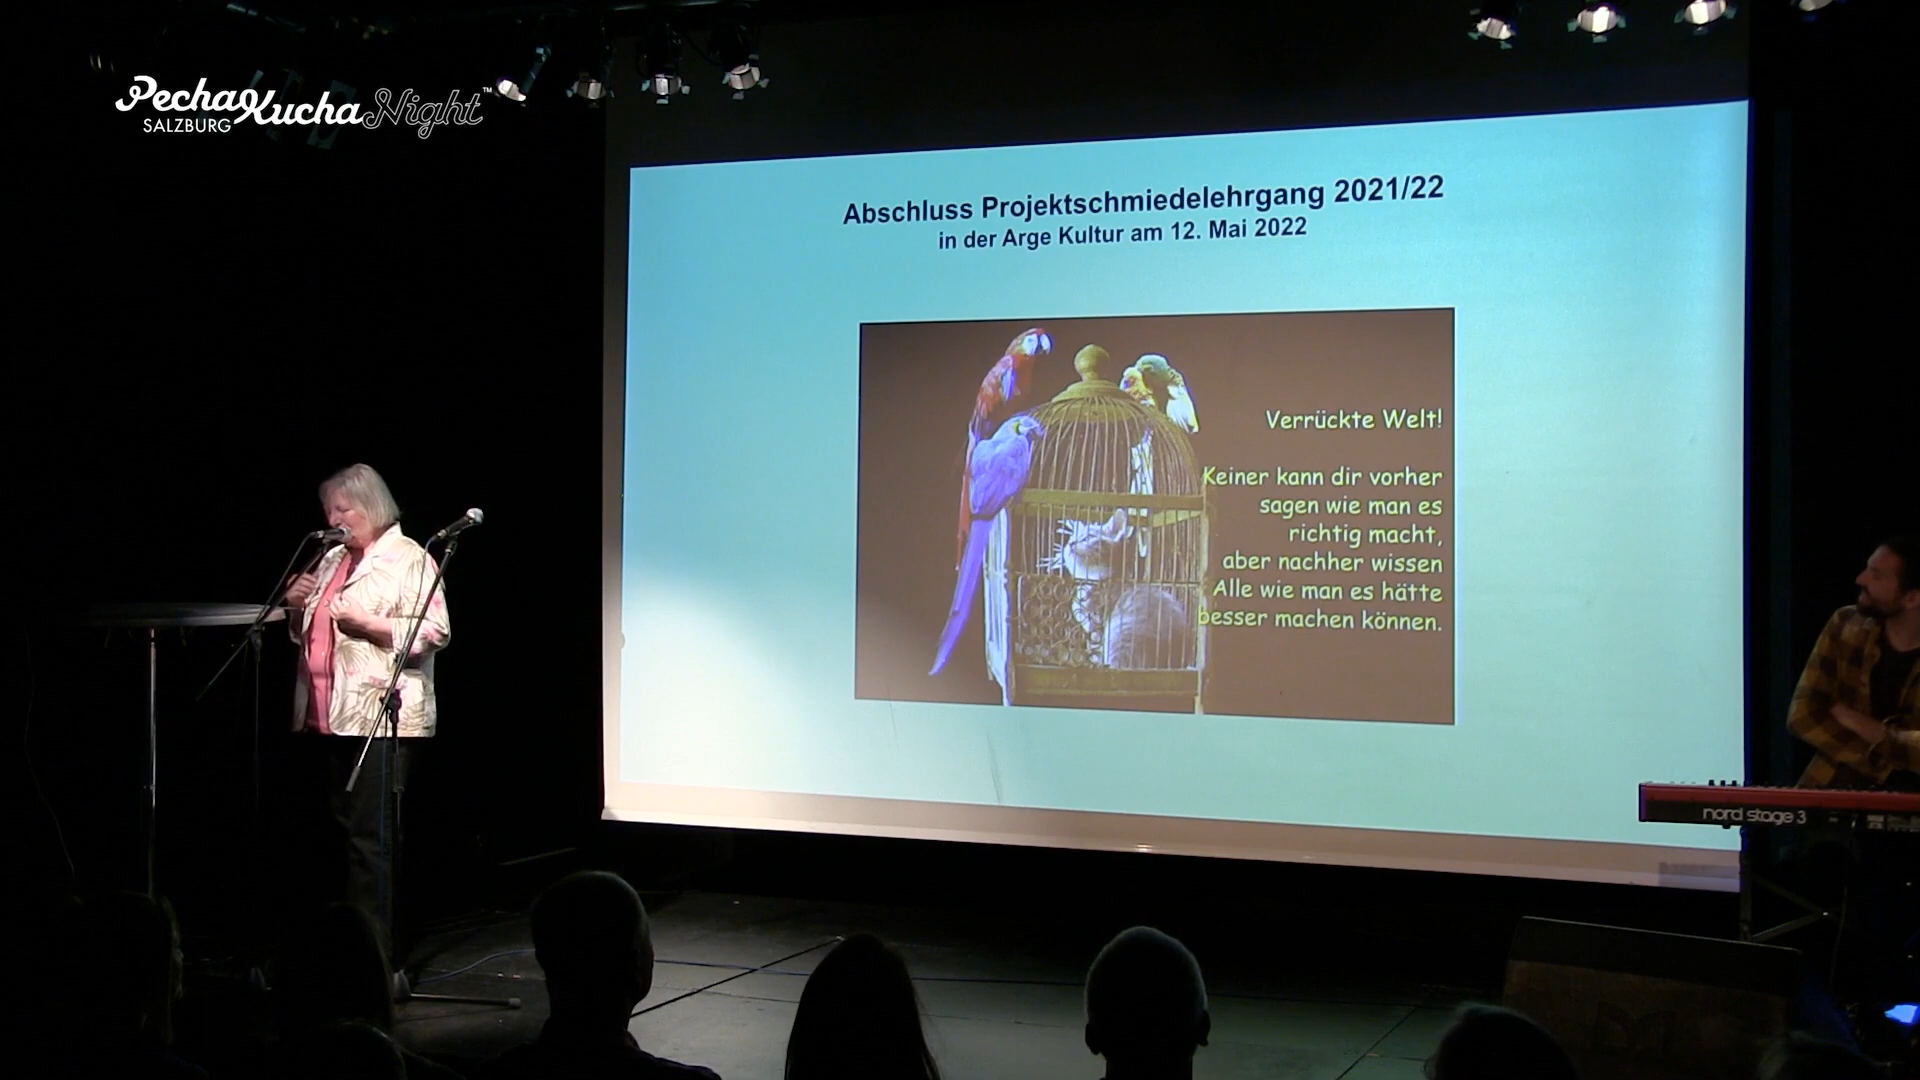 PechaKucha Night™
SALZBURG
Abschluss Projektschmiedelehrgang 2021/22
in der Arge Kultur am 12. Mai 2022
Verrückte Welt!
Keiner kann dir vorher
sagen wie man es
richtig macht,
aber nachher wissen
Alle wie man es hätte
besser machen können.
nord stage 3